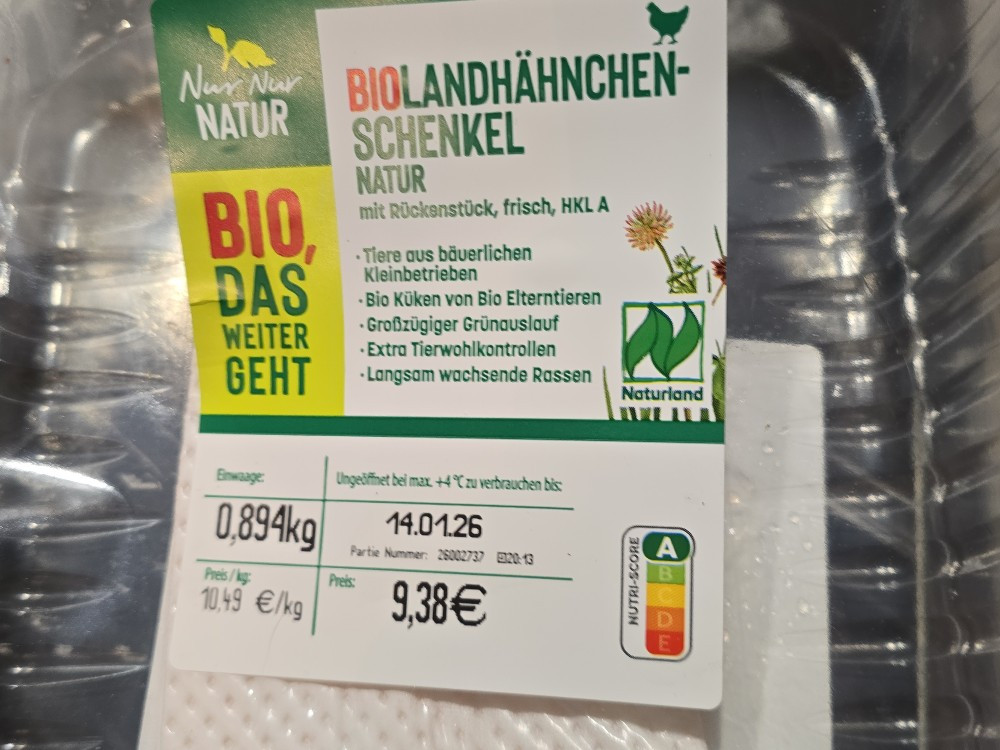 Nur Nur
NATUR
BIOLANDHÄHNCHEN-
SCHENKEL
NATUR
mit Rückenstück, frisch, HKL A
BIO,
DAS
WEITER
GEHT
· Tiere aus bäuerlichen
Kleinbetrieben
· Bio Küken von Bio Elterntieren
· Großzügiger Grünauslauf
· Extra Tierwohlkontrollen
· Langsam wachsende Rassen
Naturland
Einwaage:
0,894kg
Ungeöffnet bei max. +4 °C zu verbrauchen bis:
14.01.26
Partie Nummer: 26002737 20:13
Preis/kg:
10,49 €/kg
Preis:
9,38€
NUTRI-SCORE
A
B
C
D
E